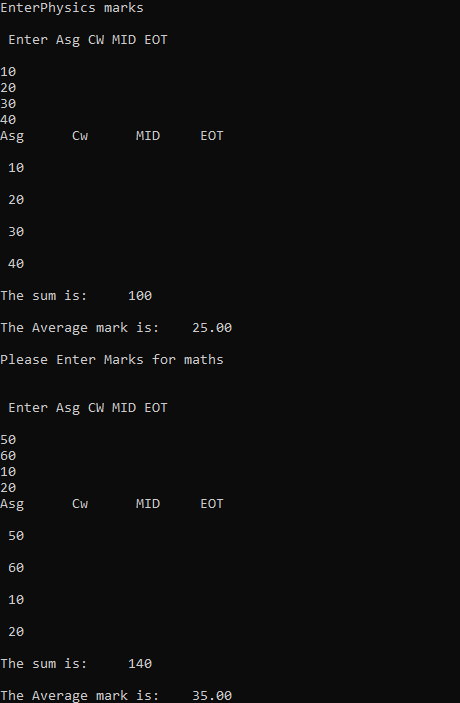 EnterPhysics marks
Enter Asg CW MID EOT
10
20
30
40
Asg Cw MID EOT
10
20
30
40
The sum is: 100
The Average mark is: 25.00
Please Enter Marks for maths
Enter Asg CW MID EOT
50
60
10
20
Asg Cw MID EOT
50
60
10
20
The sum is: 140
The Average mark is: 35.00